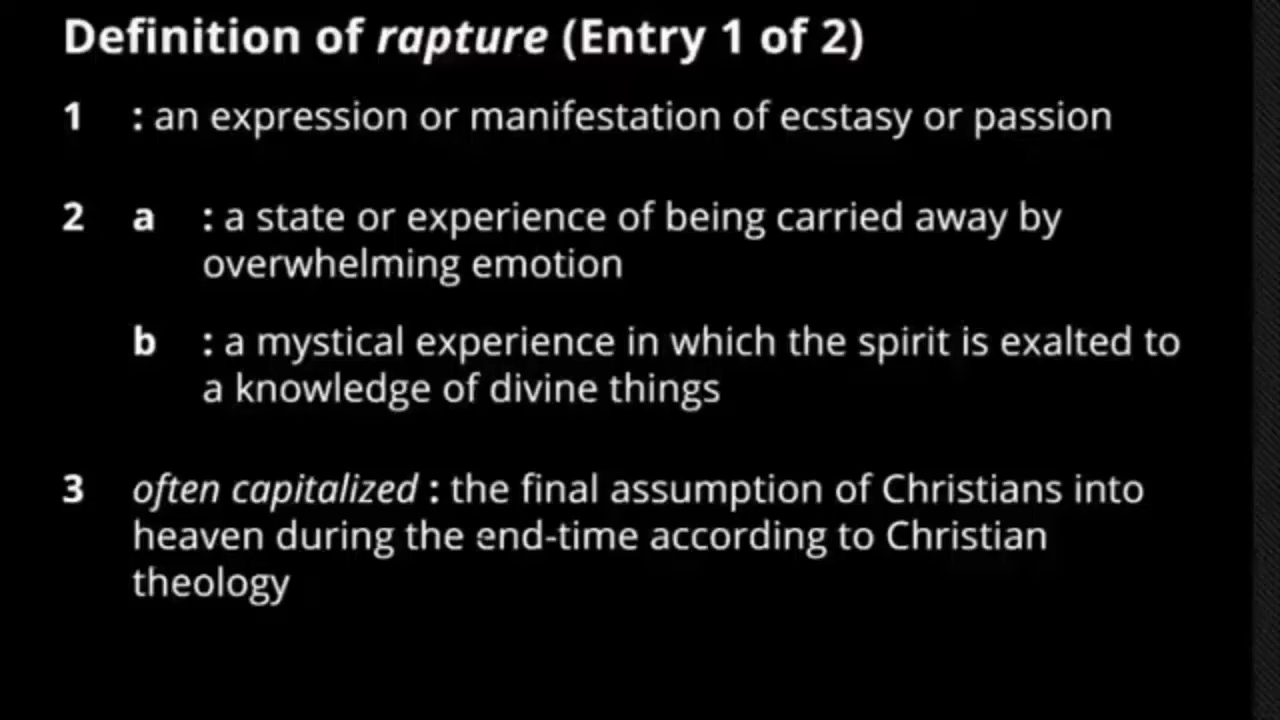 Definition of rapture (Entry 1 of 2)
1 : an expression or manifestation of ecstasy or passion
2 a : a state or experience of being carried away by
overwhelming emotion
b : a mystical experience in which the spirit is exalted to
a knowledge of divine things
3 often capitalized : the final assumption of Christians into
heaven during the end-time according to Christian
theology